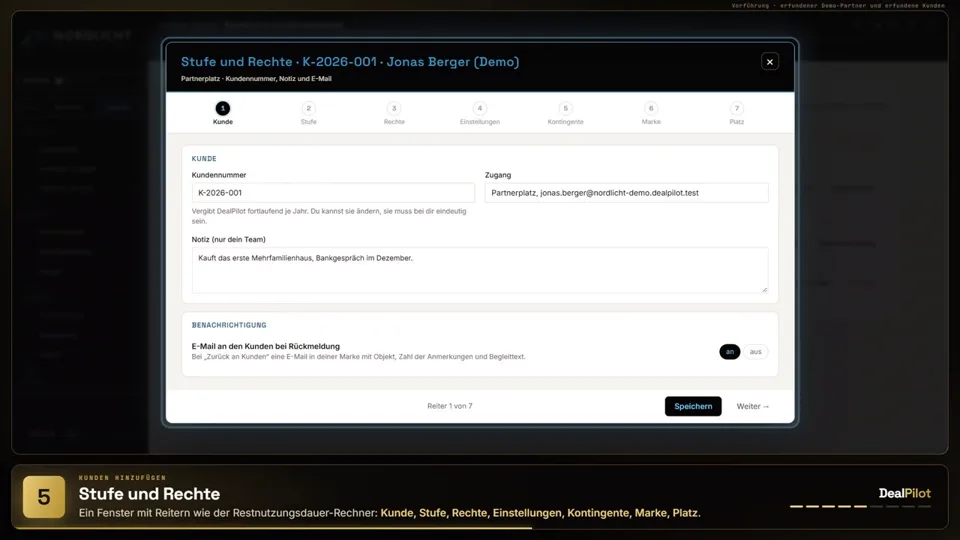 Vorführung · erfundener Demo-Partner und erfundene Kunden
NORDLICHT
Stufe und Rechte · K-2026-001 · Jonas Berger (Demo)
Partnerplatz · Kundennummer, Notiz und E-Mail
×
1 2 3 4 5 6 7
Kunde Stufe Rechte Einstellungen Kontingente Marke Platz
KUNDE
Kundennummer Zugang
K-2026-001 Partnerplatz, jonas.berger@nordlicht-demo.dealpilot.test
Vergibt DealPilot fortlaufend je Jahr. Du kannst sie ändern, sie muss bei dir eindeutig
sein.
Notiz (nur dein Team)
Kauft das erste Mehrfamilienhaus, Bankgespräch im Dezember.
BENACHRICHTIGUNG
E-Mail an den Kunden bei Rückmeldung
Bei „Zurück an Kunden“ eine E-Mail in deiner Marke mit Objekt, Zahl der Anmerkungen und Begleittext.
an aus
Reiter 1 von 7 Speichern Weiter →
5
KUNDEN HINZUFÜGEN
Stufe und Rechte
Ein Fenster mit Reitern wie der Restnutzungsdauer-Rechner: Kunde, Stufe, Rechte, Einstellungen, Kontingente, Marke, Platz.
DealPilot